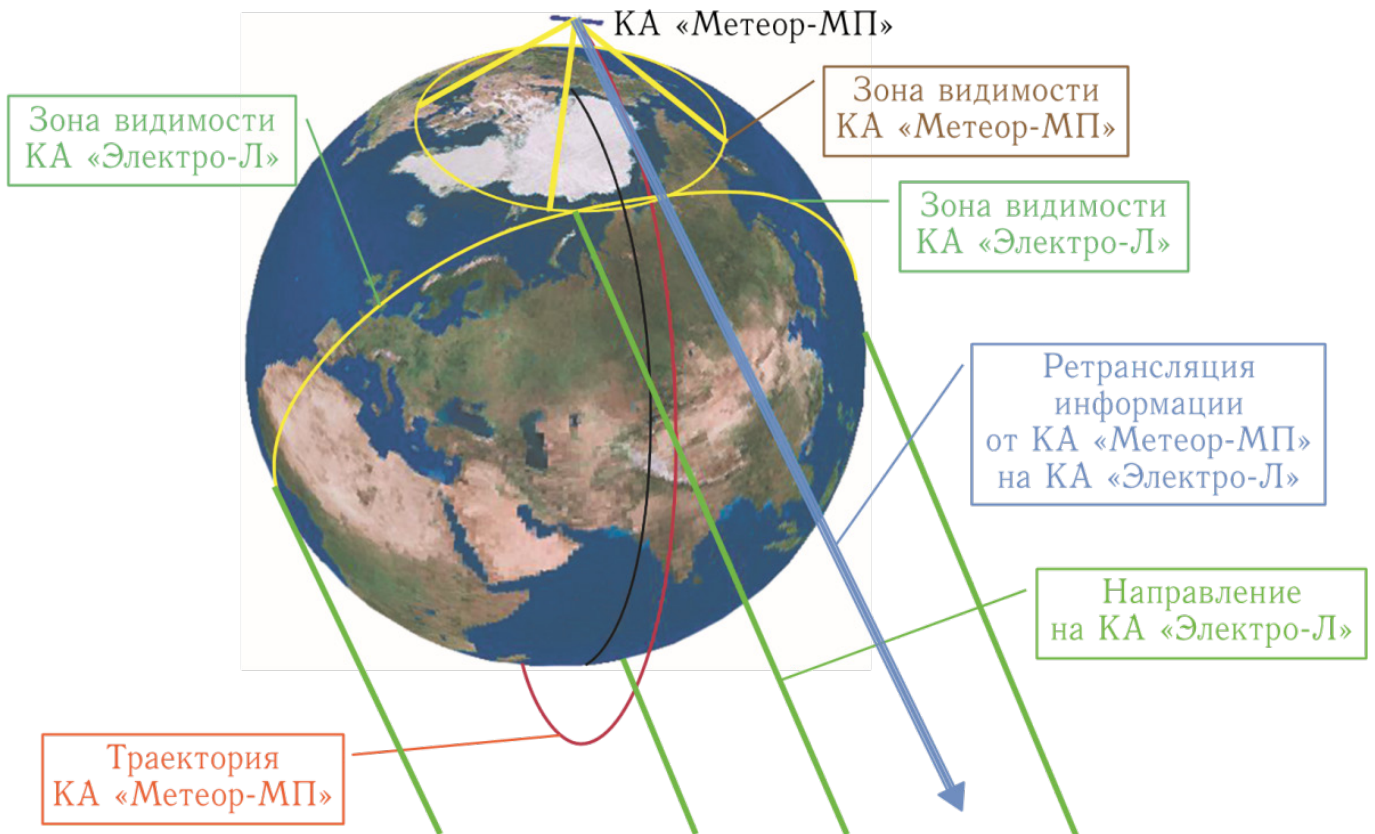 КА «Метеор-МП»
Зона видимости
КА «Метеор-МП»
Зона видимости
КА «Электро-Л»
Зона видимости
КА «Электро-Л»
Ретрансляция
информации
от КА «Метеор-МП»
на КА «Электро-Л»
Направление
на КА «Электро-Л»
Траектория
КА «Метеор-МП»